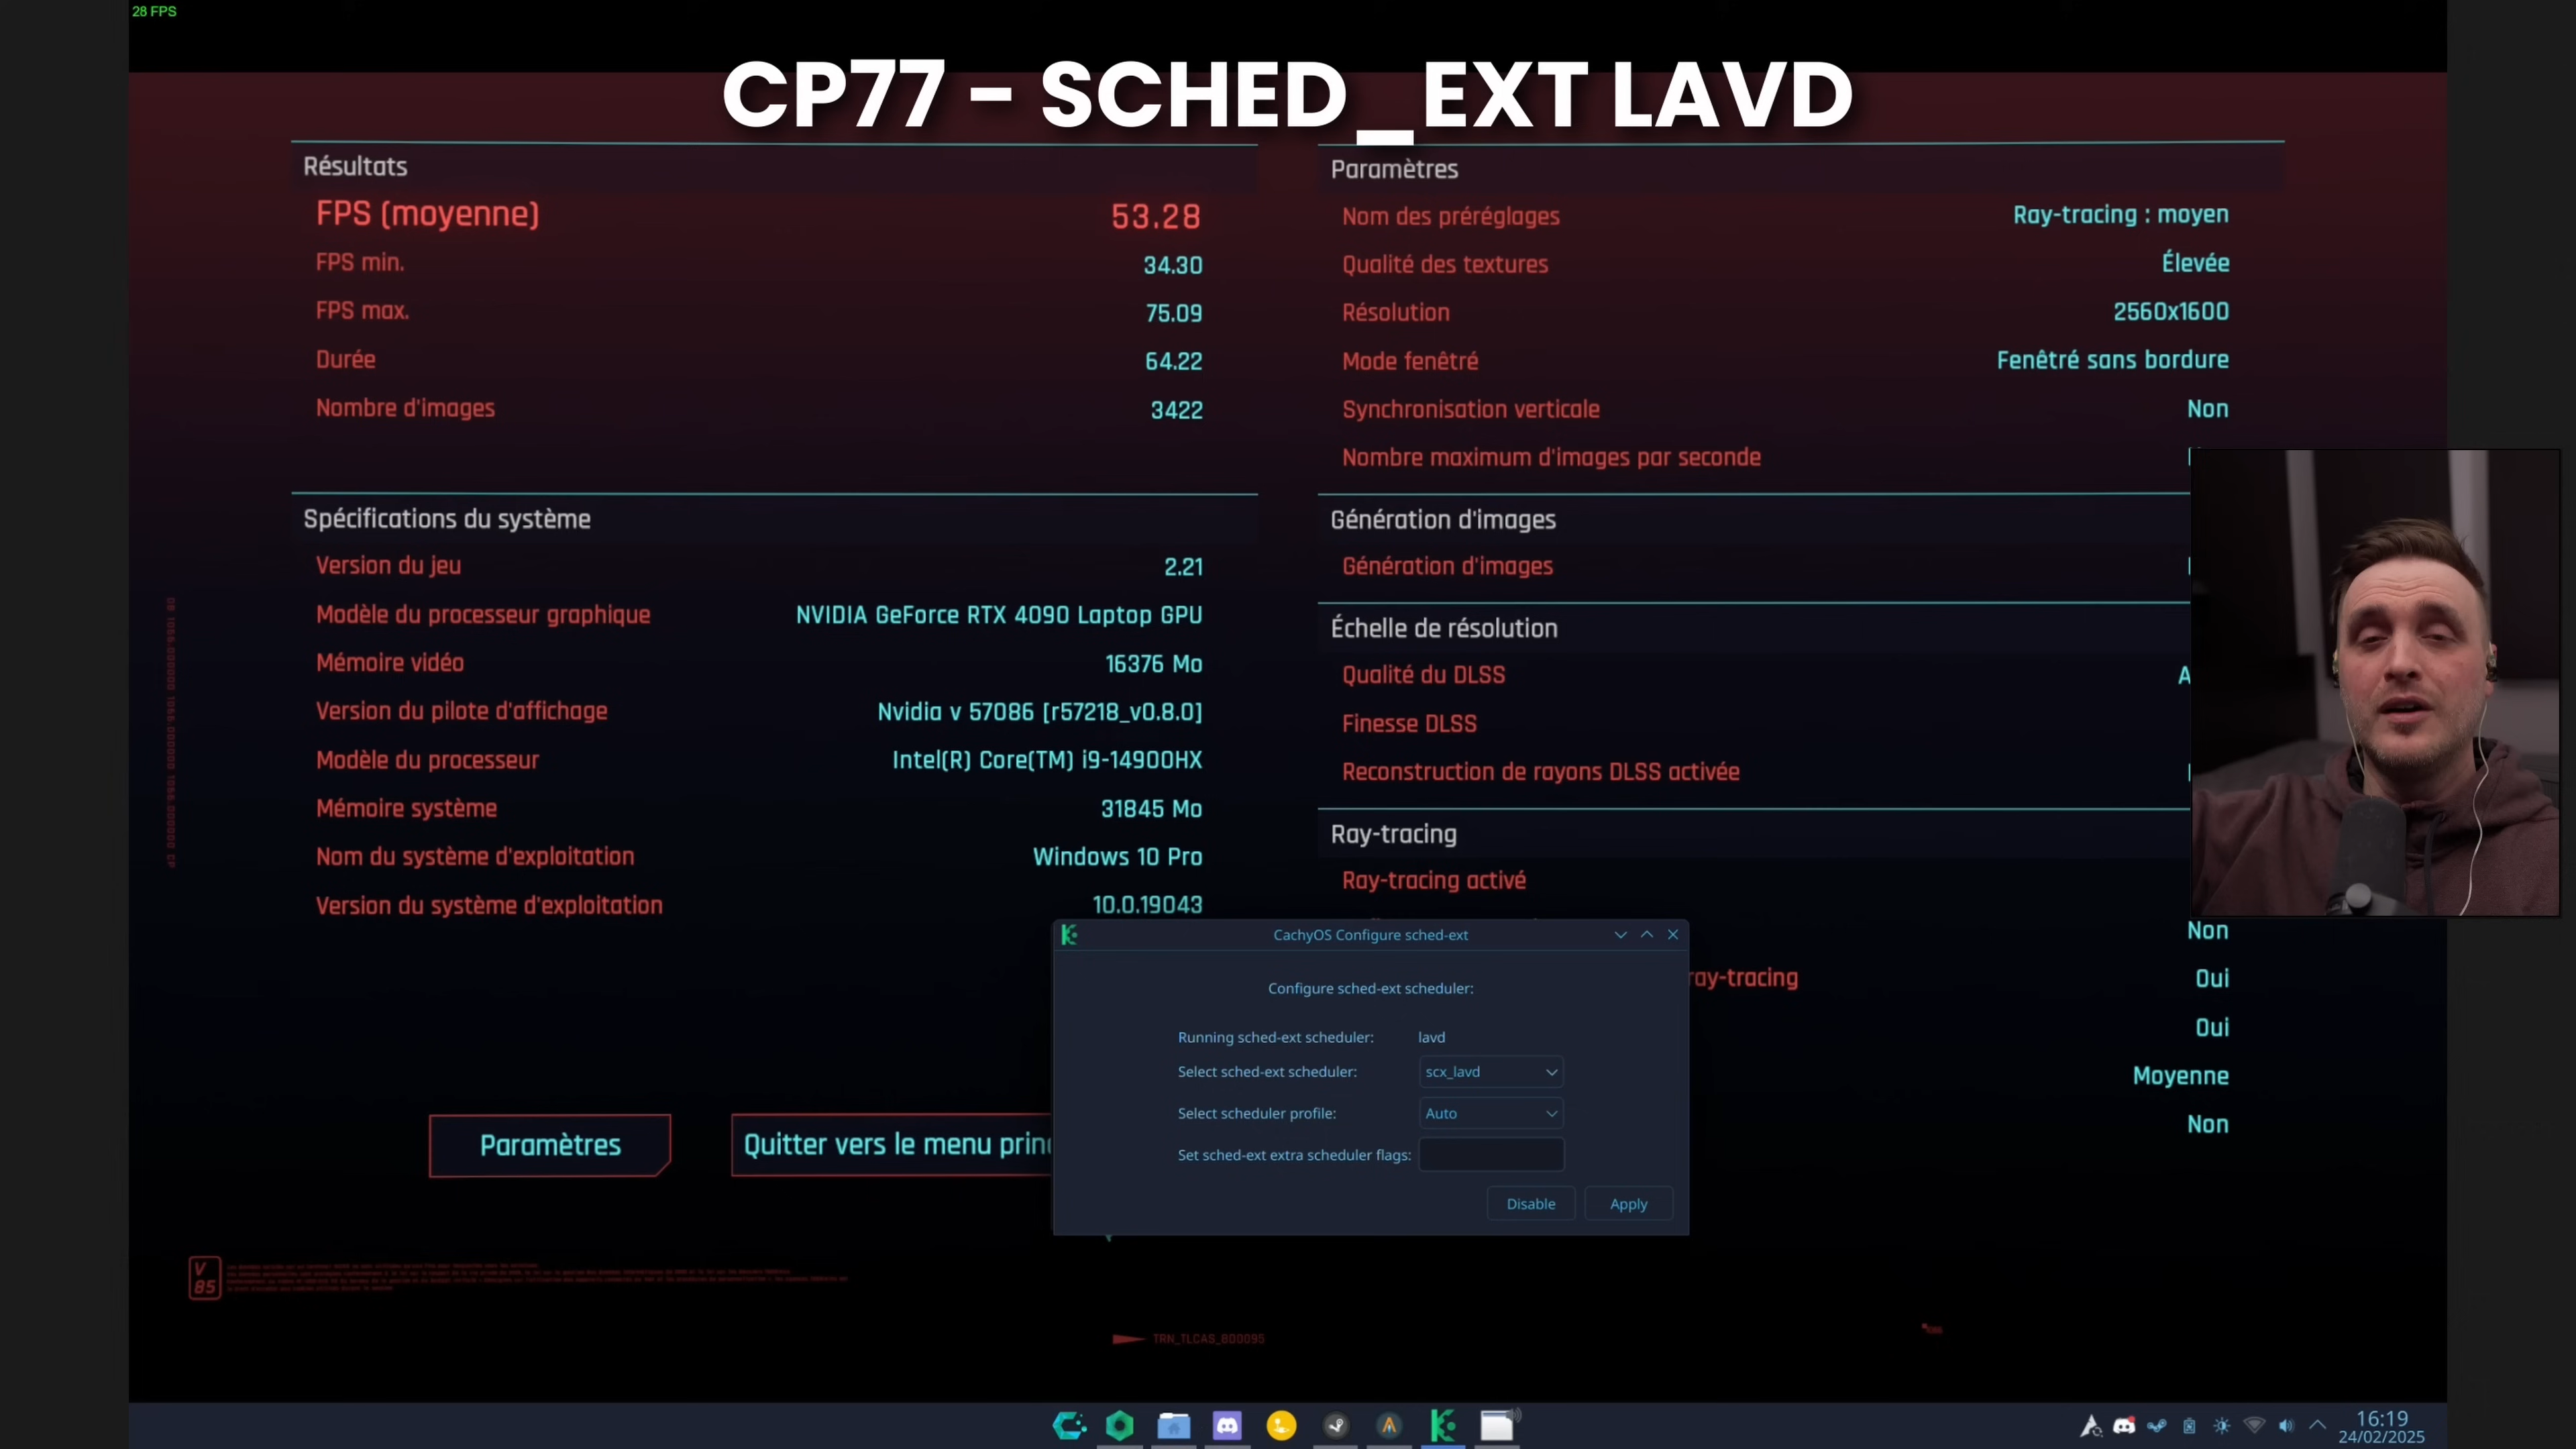 28 FPS
CP77 - SCHED_EXT LAVD
Résultats
FPS (moyenne) 53.28
FPS min. 34.30
FPS max. 75.09
Durée 64.22
Nombre d'images 3422
Spécifications du système
Version du jeu 2.21
Modèle du processeur graphique NVIDIA GeForce RTX 4090 Laptop GPU
Mémoire vidéo 16376 Mo
Version du pilote d'affichage Nvidia v 57086 [r57218_v0.8.0]
Modèle du processeur Intel(R) Core(TM) i9-14900HX
Mémoire système 31845 Mo
Nom du système d'exploitation Windows 10 Pro
Version du système d'exploitation 10.0.19043
Paramètres
Quitter vers le menu princ
Paramètres
Nom des préréglages Ray-tracing : moyen
Qualité des textures Élevée
Résolution 2560x1600
Mode fenêtré Fenêtré sans bordure
Synchronisation verticale Non
Nombre maximum d'images par seconde
Génération d'images
Génération d'images
Échelle de résolution
Qualité du DLSS A
Finesse DLSS
Reconstruction de rayons DLSS activée
Ray-tracing
Ray-tracing activé
Non
ray-tracing Oui
Oui
Moyenne
Non
CachyOS Configure sched-ext
Configure sched-ext scheduler:
Running sched-ext scheduler: lavd
Select sched-ext scheduler: scx_lavd
Select scheduler profile: Auto
Set sched-ext extra scheduler flags:
Disable Apply
V
85
TRN_TLCAS_800095
16:19
24/02/2025